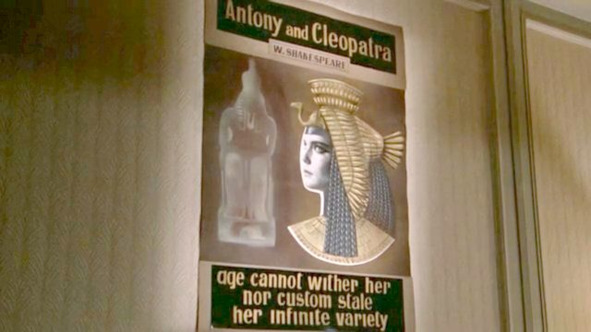 Antony and Cleopatra
W. SHAKESPEARE
age cannot wither her
nor custom stale
her infinite variety